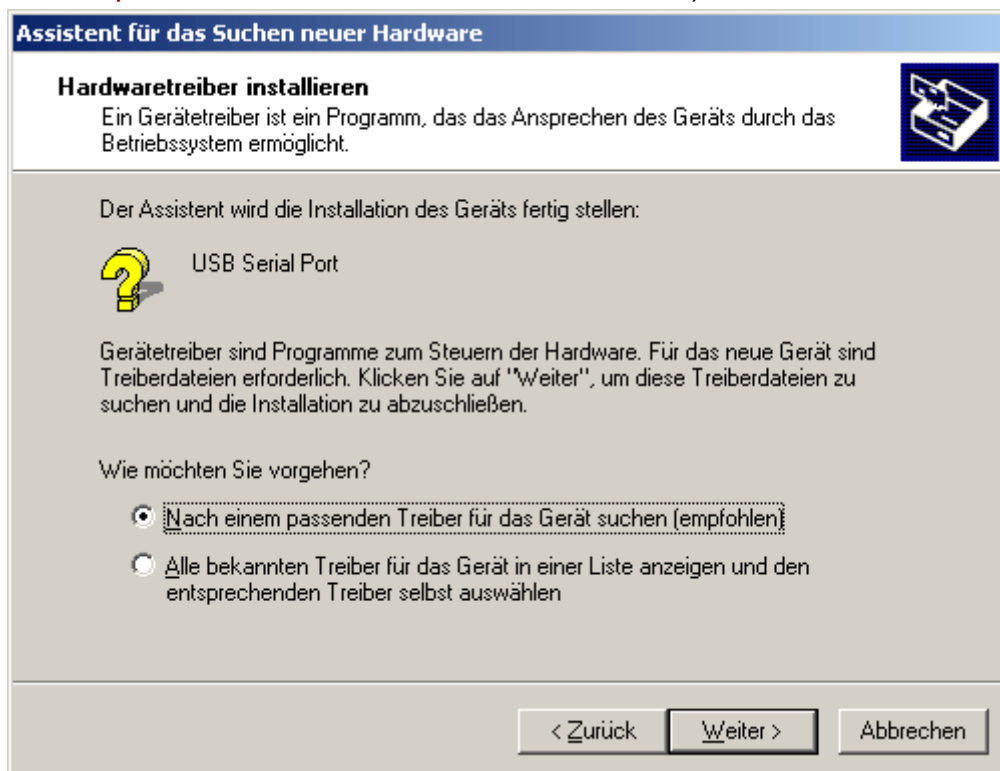 Assistent für das Suchen neuer Hardware
Hardwaretreiber installieren
Ein Gerätetreiber ist ein Programm, das das Ansprechen des Geräts durch das
Betriebssystem ermöglicht.
Der Assistent wird die Installation des Geräts fertig stellen:
USB Serial Port
Gerätetreiber sind Programme zum Steuern der Hardware. Für das neue Gerät sind
Treiberdateien erforderlich. Klicken Sie auf "Weiter", um diese Treiberdateien zu
suchen und die Installation zu abzuschließen.
Wie möchten Sie vorgehen?
Nach einem passenden Treiber für das Gerät suchen (empfohlen)
Alle bekannten Treiber für das Gerät in einer Liste anzeigen und den
entsprechenden Treiber selbst auswählen
< Zurück Weiter > Abbrechen